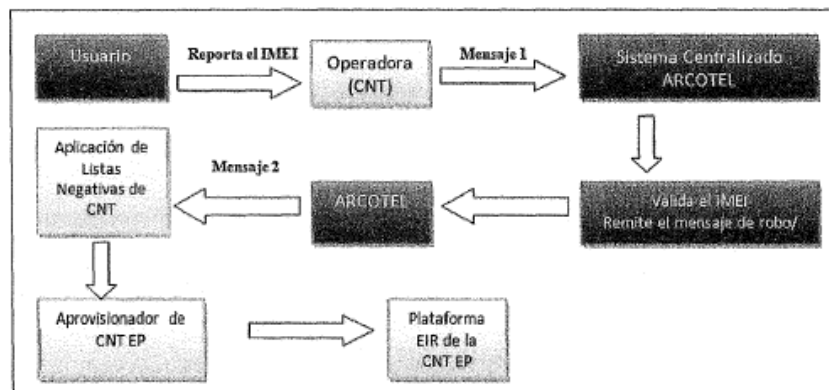 Usuario
Reporta el IMEI
Operadora
(CNT)
Mensaje 1
Sistema Centralizado
ARCOTEL
Aplicación de
Listas
Negativas de
CNT
Mensaje 2
ARCOTEL
Valida el IMEI
Remite el mensaje de robo/
Aprovisionador de
CNT EP
Plataforma
EIR de la
CNT EP